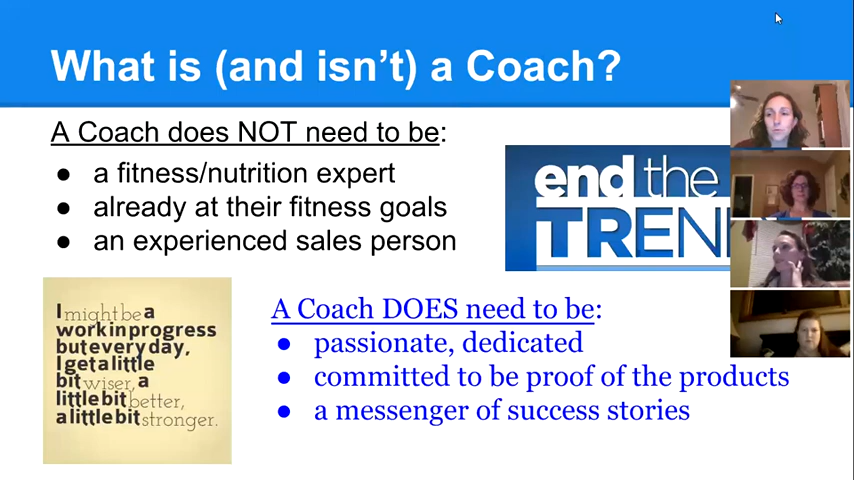 What is (and isn't) a Coach?
A Coach does NOT need to be:
● a fitness/nutrition expert
● already at their fitness goals
● an experienced sales person
end the
TREN
I might be a
work in progress
but every day,
I get a little
bit wiser, a
little bit better,
a little bit stronger.
A Coach DOES need to be:
● passionate, dedicated
● committed to be proof of the products
● a messenger of success stories